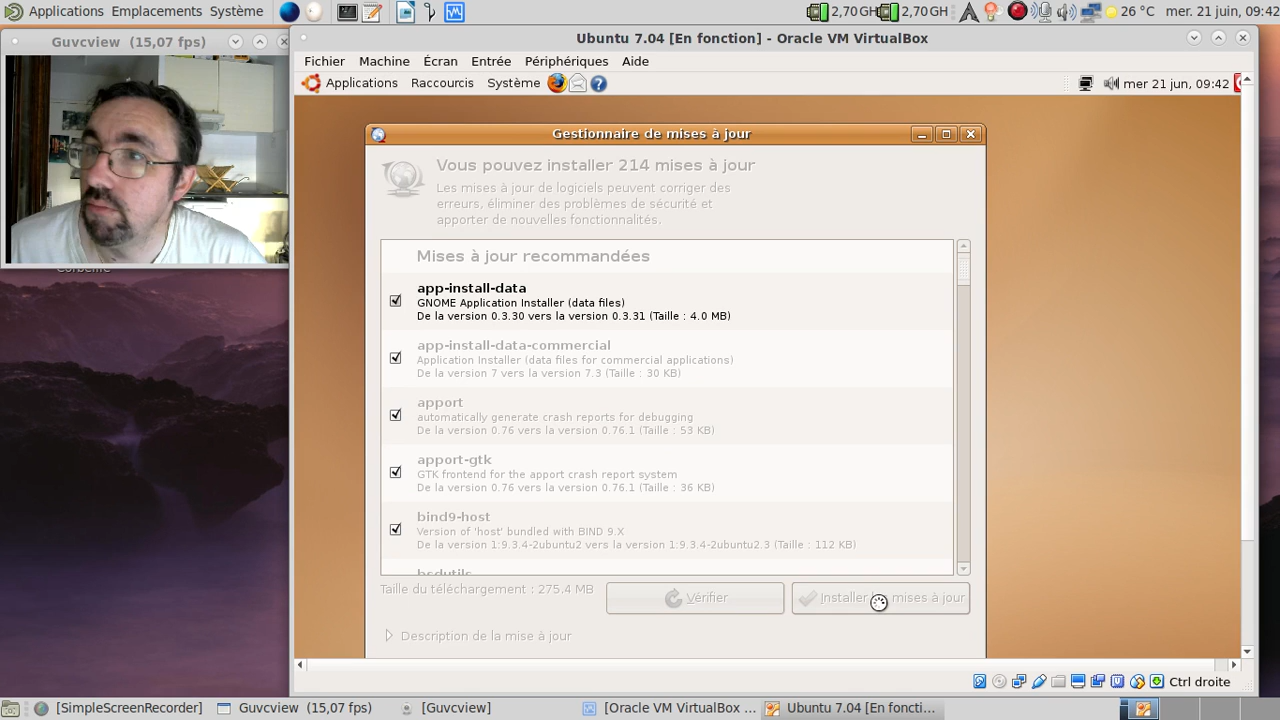 Applications Emplacements Système 2,70 GH 2,70 GH 26 °C mer. 21 juin, 09:42
Guvcview (15,07 fps)
Ubuntu 7.04 [En fonction] - Oracle VM VirtualBox
Fichier Machine Écran Entrée Périphériques Aide
Applications Raccourcis Système mer 21 jun, 09:42
Gestionnaire de mises à jour
Vous pouvez installer 214 mises à jour
Les mises à jour de logiciels peuvent corriger des
erreurs, éliminer des problèmes de sécurité et
apporter de nouvelles fonctionnalités.
Mises à jour recommandées
app-install-data
GNOME Application Installer (data files)
De la version 0.3.30 vers la version 0.3.31 (Taille : 4.0 MB)
app-install-data-commercial
Application Installer (data files for commercial applications)
De la version 7 vers la version 7.3 (Taille : 30 KB)
apport
automatically generate crash reports for debugging
De la version 0.76 vers la version 0.76.1 (Taille : 53 KB)
apport-gtk
GTK frontend for the apport crash report system
De la version 0.76 vers la version 0.76.1 (Taille : 36 KB)
bind9-host
Version of 'host' bundled with BIND 9.X
De la version 1:9.3.4-2ubuntu2 vers la version 1:9.3.4-2ubuntu2.3 (Taille : 112 KB)
bsdutils
Taille du téléchargement : 275.4 MB
Vérifier
Installer mises à jour
Description de la mise à jour
Corbeille
Ctrl droite
[SimpleScreenRecorder] Guvcview (15,07 fps) [Guvcview] [Oracle VM VirtualBox ... Ubuntu 7.04 [En foncti...